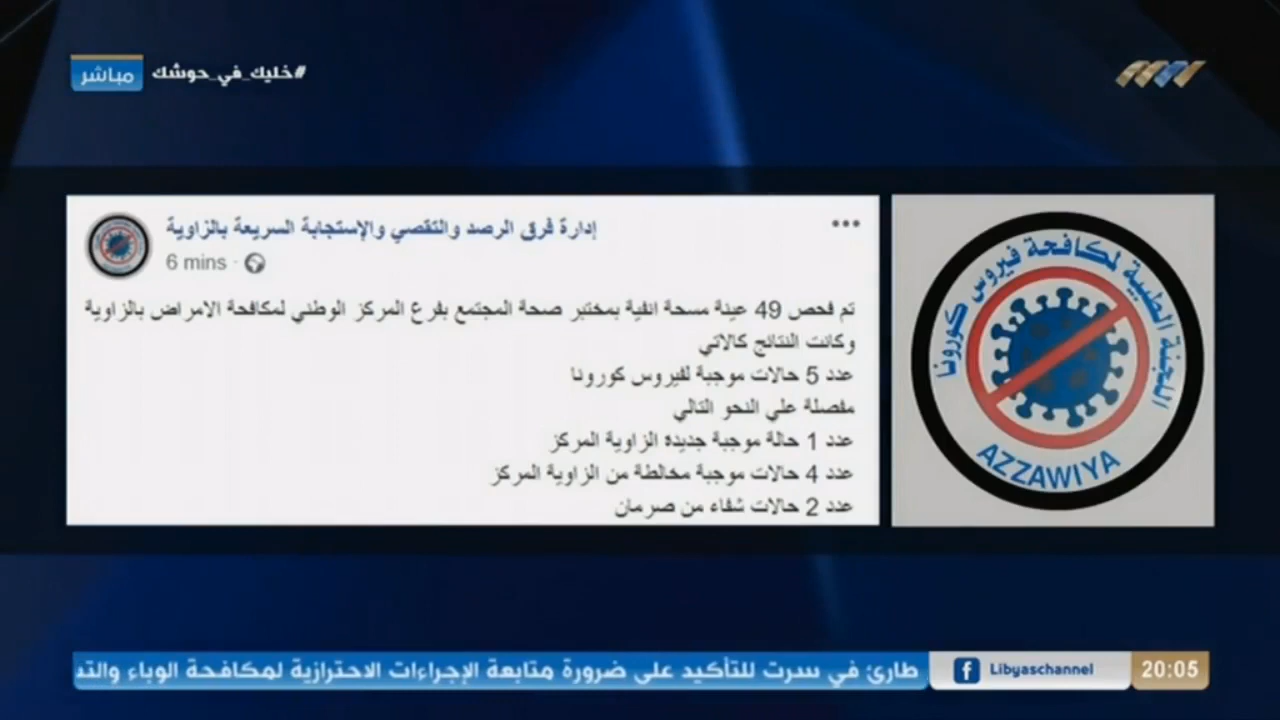 مباشر
#خليك_في_حوشك
إدارة فرق الرصد والتقصي والإستجابة السريعة بالزاوية
6 mins ·
تم فحص 49 عينة مسحة انفية بمختبر صحة المجتمع بفرع المركز الوطني لمكافحة الامراض بالزاوية
وكانت النتائج كالاتي
عدد 5 حالات موجبة لفيروس كورونا
مفصلة علي النحو التالي
عدد 1 حالة موجبة جديده الزاوية المركز
عدد 4 حالات موجبة مخالطة من الزاوية المركز
عدد 2 حالات شفاء من صرمان
اللجنة الطبية لمكافحة فيروس كورونا
AZZAWIYA
طارئ في سرت للتأكيد على ضرورة متابعة الإجراءات الاحترازية لمكافحة الوباء والتد
Libyaschannel
20:05